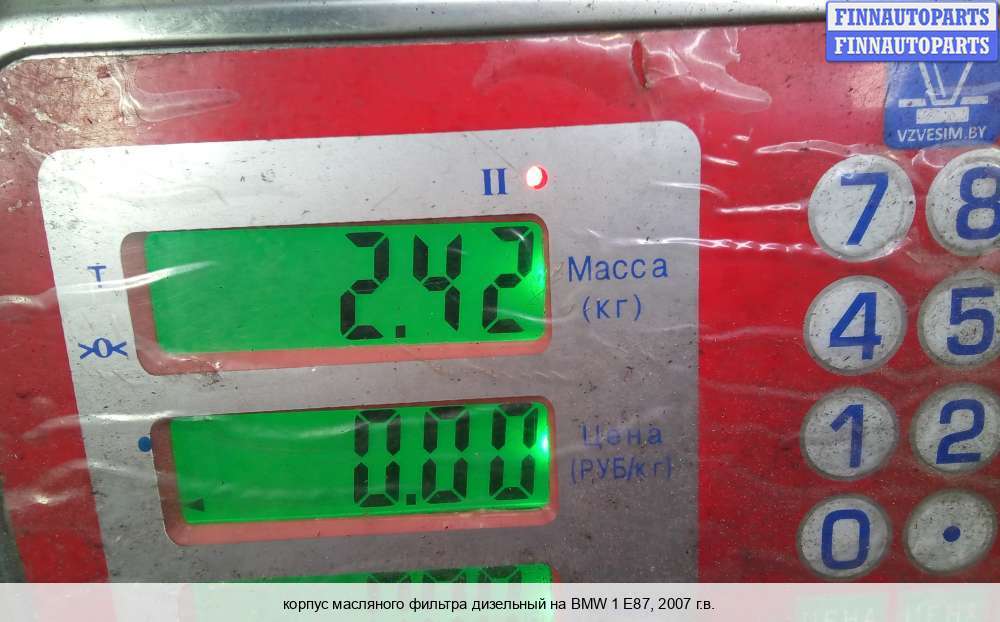 FINNAUTOPARTS
FINNAUTOPARTS
VZVESIM.BY
II
7 8
2.42
Т
Масса
(кг)
>0<
4 5
0.00
Цена
(РУБ/кг)
1 2
0 .
корпус масляного фильтра дизельный на BMW 1 E87, 2007 г.в.